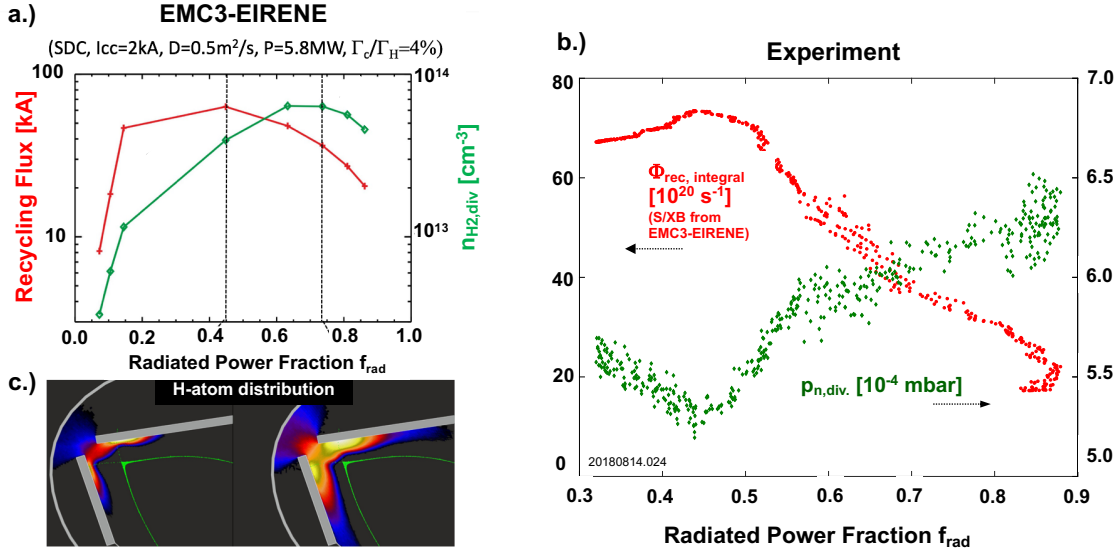 a.)
EMC3-EIRENE
(SDC, Icc=2kA, D=0.5m²/s, P=5.8MW, Γc/ΓH=4%)
100
10
Recycling Flux [kA]
10¹⁴
10¹³
nH2,div [cm⁻³]
0.0 0.2 0.4 0.6 0.8 1.0
Radiated Power Fraction frad
c.)
H-atom distribution
b.)
Experiment
80
60
40
20
0
7.0
6.5
6.0
5.5
5.0
Φrec, integral
[10²⁰ s⁻¹]
(S/XB from
EMC3-EIRENE)
pn,div. [10⁻⁴ mbar]
20180814.024
0.3 0.4 0.5 0.6 0.7 0.8 0.9
Radiated Power Fraction frad